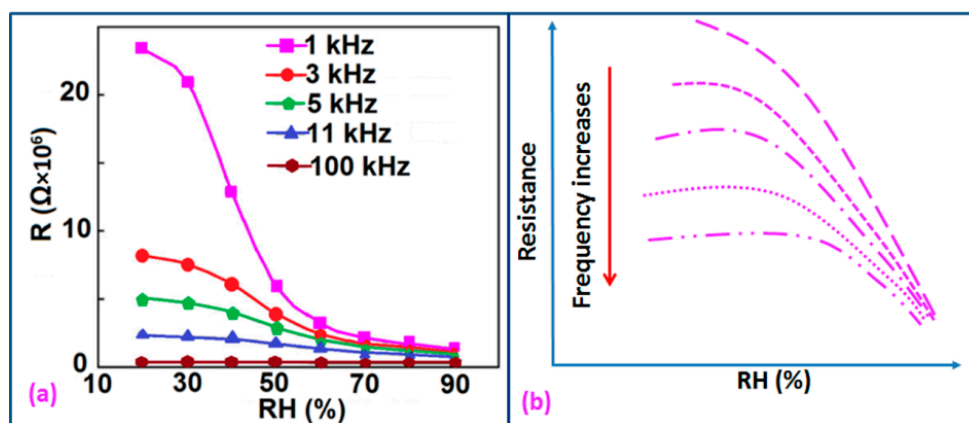 20
10
0
R (Ω×10⁶)
1 kHz
3 kHz
5 kHz
11 kHz
100 kHz
10 30 50 70 90
RH (%)
(a)
Resistance
Frequency increases
RH (%)
(b)